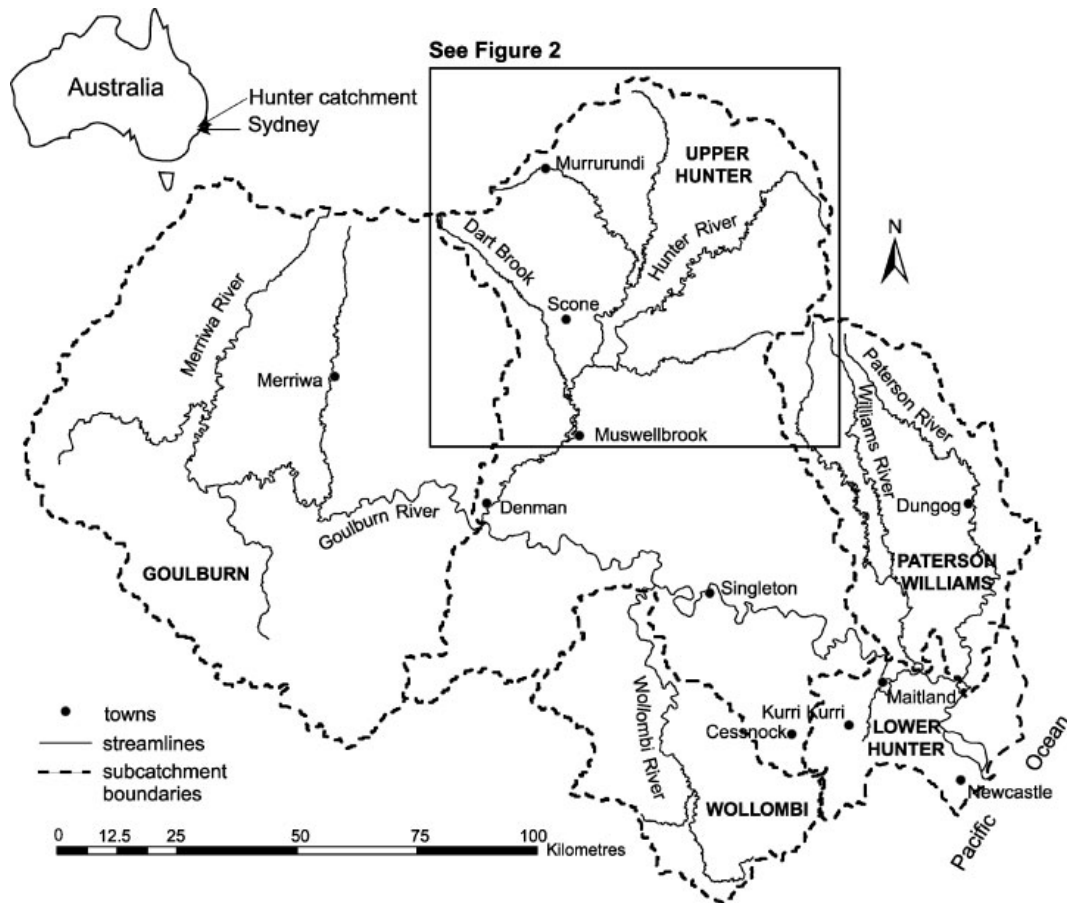 See Figure 2
Australia
Hunter catchment
Sydney
Murrurundi
UPPER
HUNTER
Dart Brook
Hunter River
N
Scone
Merriwa River
Merriwa
Paterson River
Williams River
Muswellbrook
Denman
Dungog
Goulburn River
GOULBURN
PATERSON
WILLIAMS
Singleton
Wollombi River
Maitland
Kurri Kurri
Cessnock
LOWER
HUNTER
WOLLOMBI
Newcastle
Pacific Ocean
towns
streamlines
subcatchment
boundaries
0 12.5 25 50 75 100
Kilometres